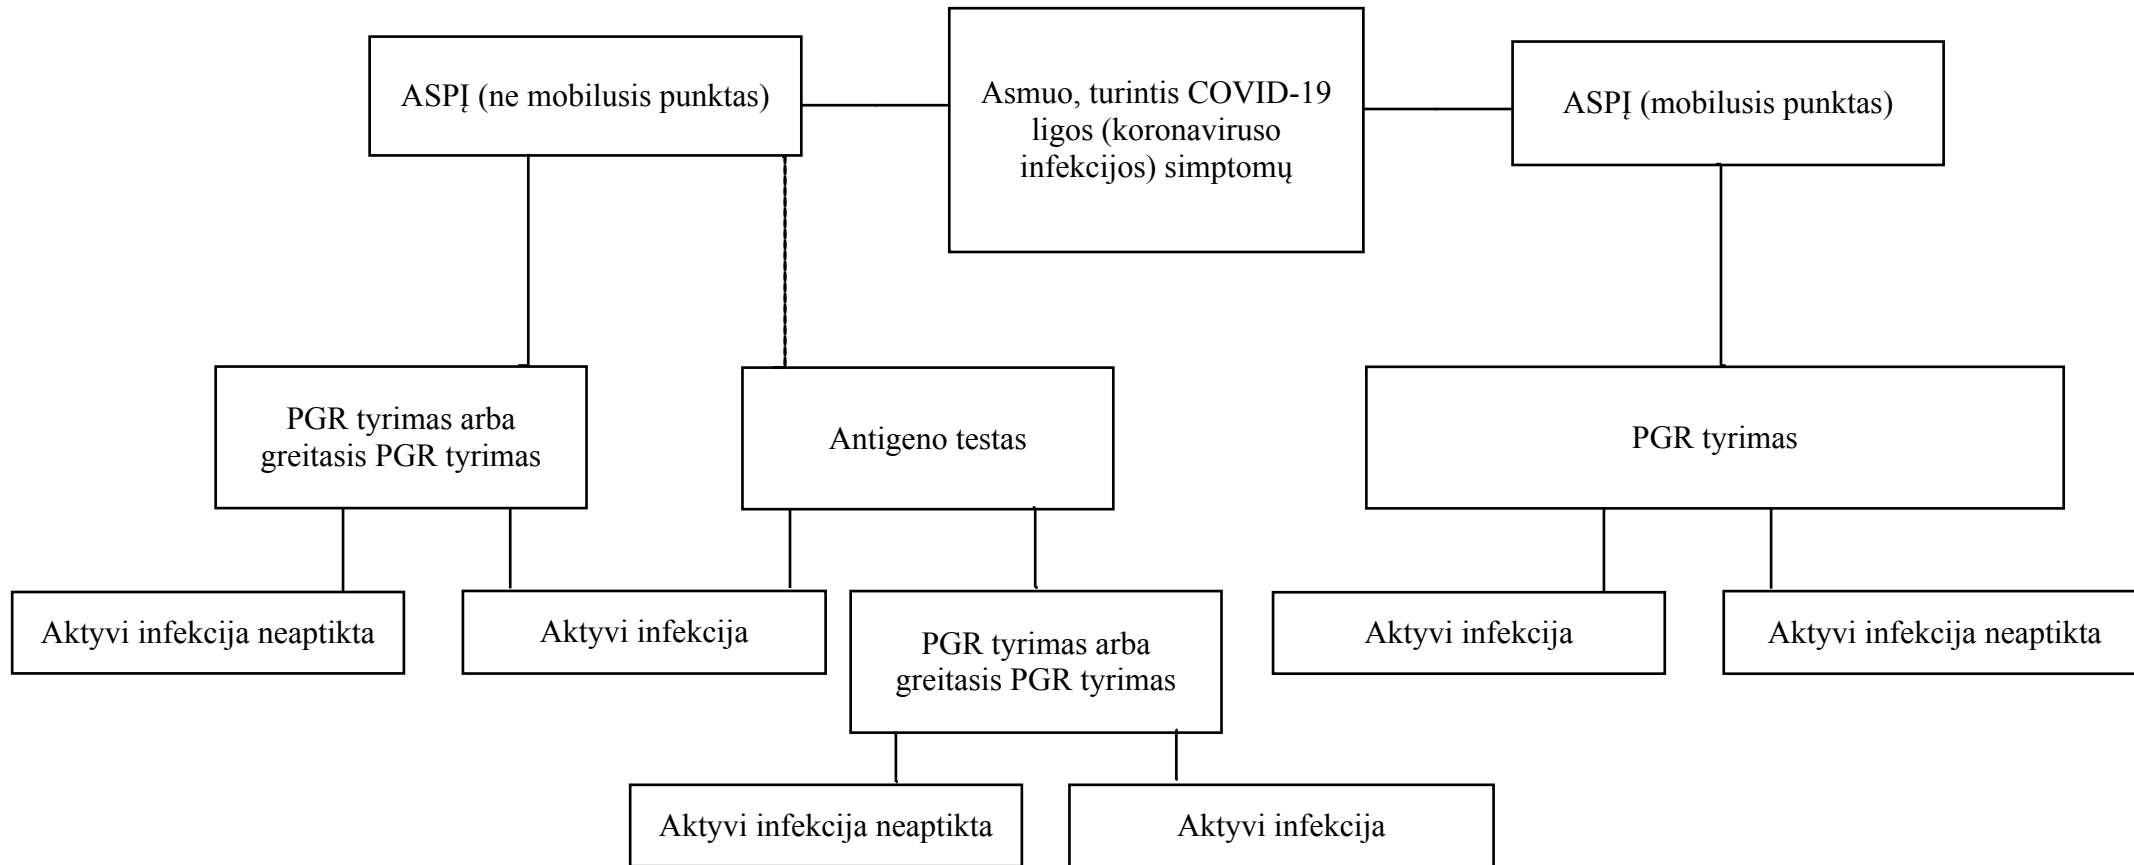 ASPĮ (ne mobilusis punktas)
Asmuo, turintis COVID-19
ligos (koronaviruso
infekcijos) simptomų
ASPĮ (mobilusis punktas)
PGR tyrimas arba
greitasis PGR tyrimas
Antigeno testas
PGR tyrimas
Aktyvi infekcija neaptikta
Aktyvi infekcija
PGR tyrimas arba
greitasis PGR tyrimas
Aktyvi infekcija
Aktyvi infekcija neaptikta
Aktyvi infekcija neaptikta
Aktyvi infekcija